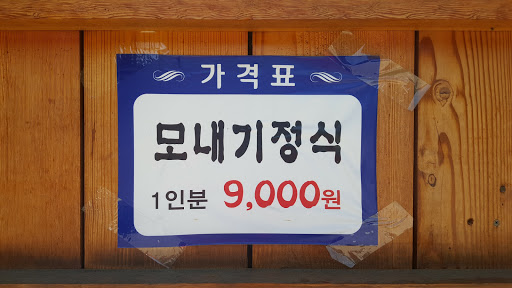 가격표
모내기정식
1인분 9,000원